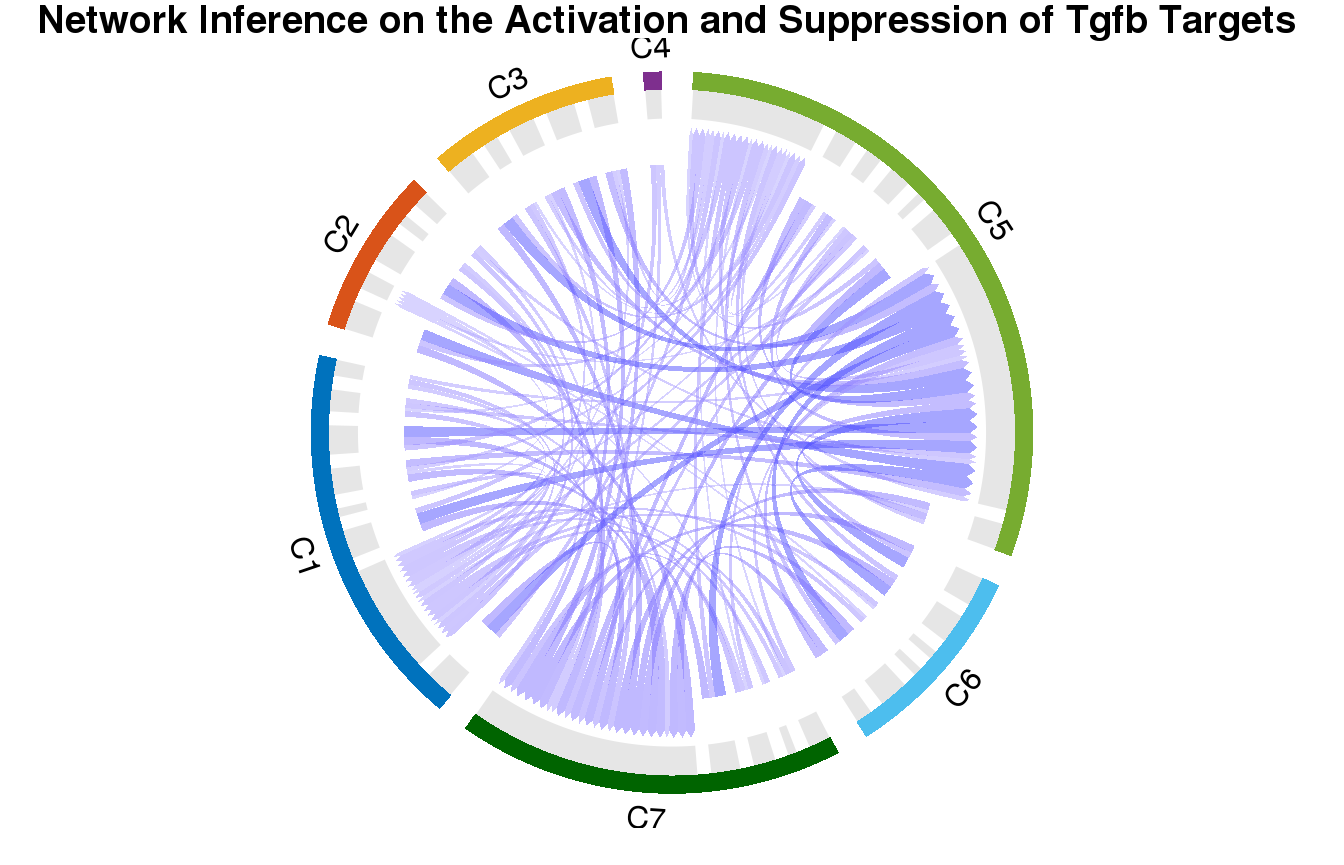 Network Inference on the Activation and Suppression of Tgfb Targets
C4
C3
C5
C2
C1
C6
C7